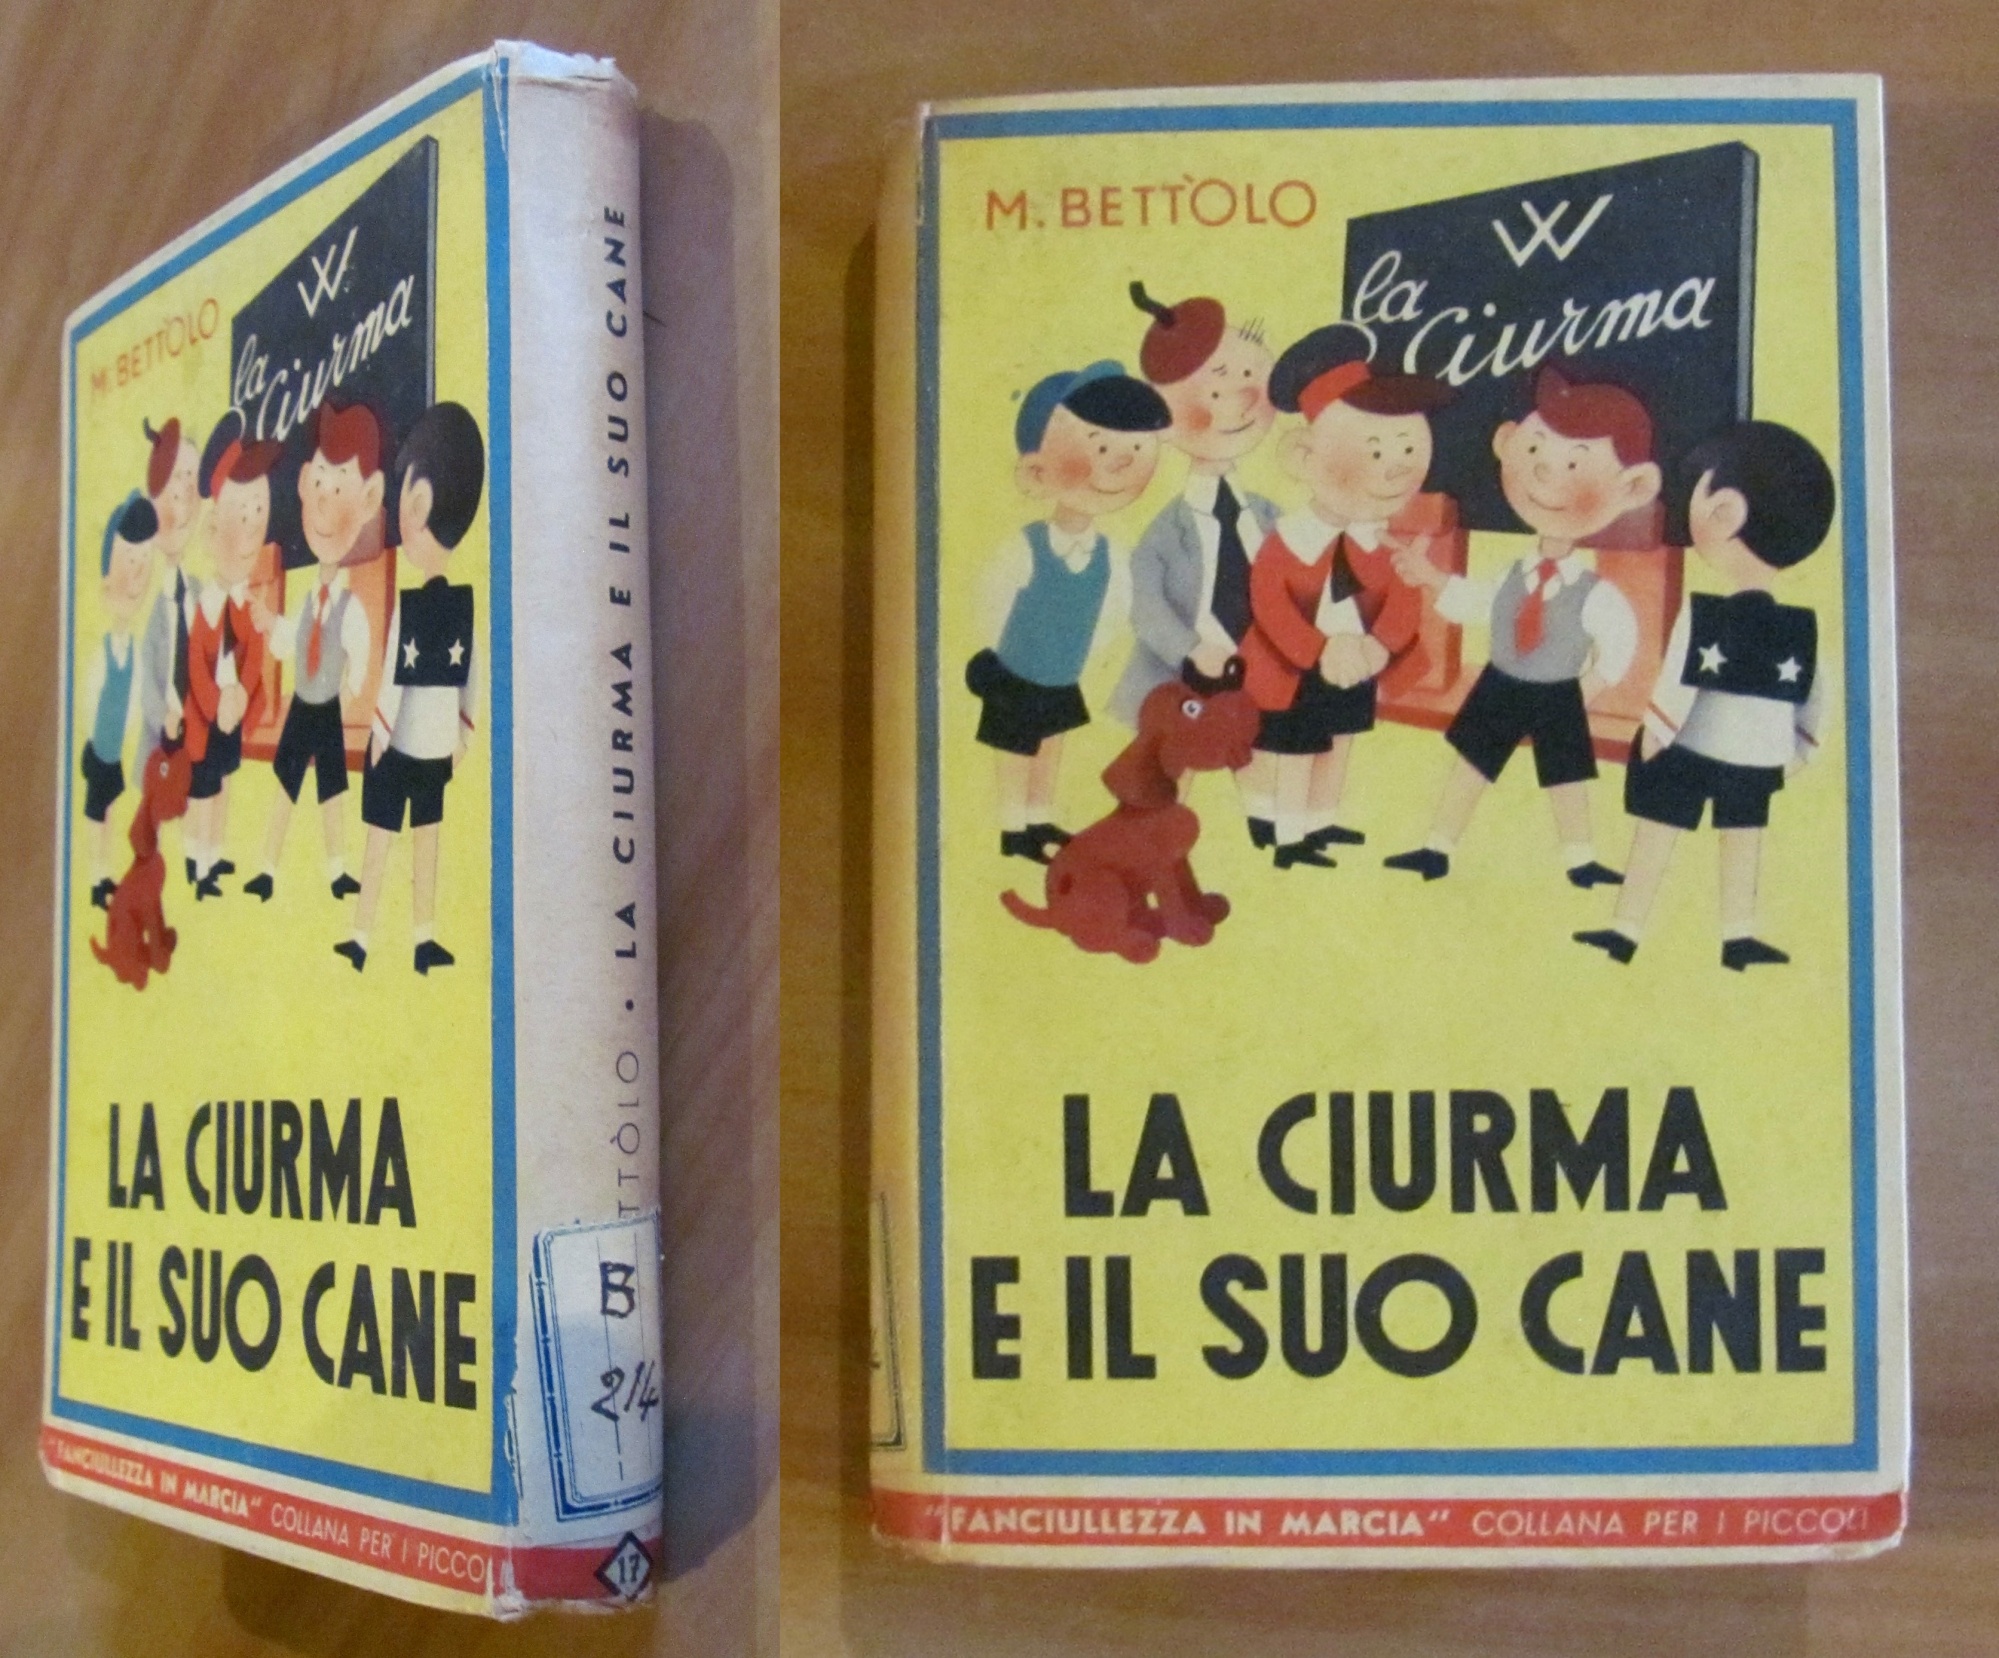 M. BETTÒLO
W
la
Ciurma
LA CIURMA
E IL SUO CANE
"FANCIULLEZZA IN MARCIA" COLLANA PER I PICCOLI
TTÒLO • LA CIURMA E IL SUO CANE
B
214
17
M. BETTÒLO
W
la
Ciurma
LA CIURMA
E IL SUO CANE
"FANCIULLEZZA IN MARCIA" COLLANA PER I PICCOLI